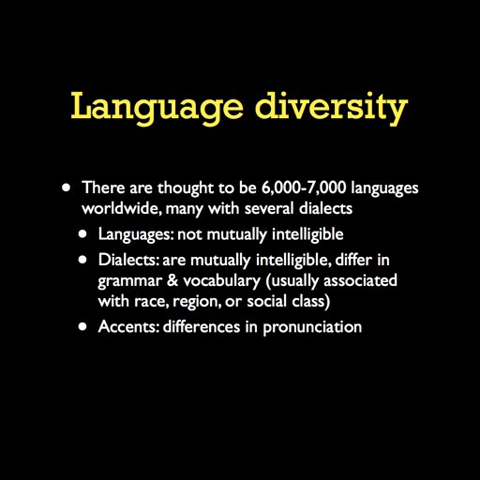 Language diversity
• There are thought to be 6,000-7,000 languages
worldwide, many with several dialects
• Languages: not mutually intelligible
• Dialects: are mutually intelligible, differ in
grammar & vocabulary (usually associated
with race, region, or social class)
• Accents: differences in pronunciation